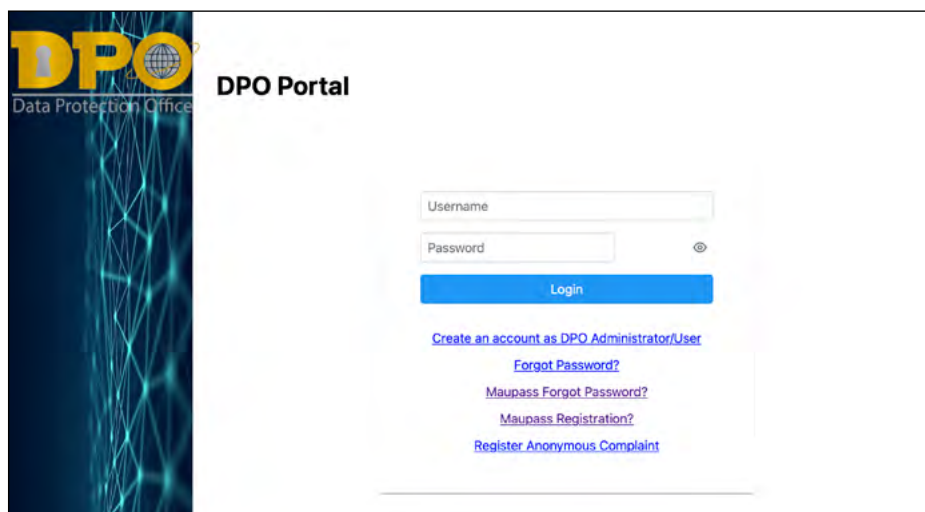 DPO
Data Protection Office
DPO Portal
Username
Password
Login
Create an account as DPO Administrator/User
Forgot Password?
Maupass Forgot Password?
Maupass Registration?
Register Anonymous Complaint